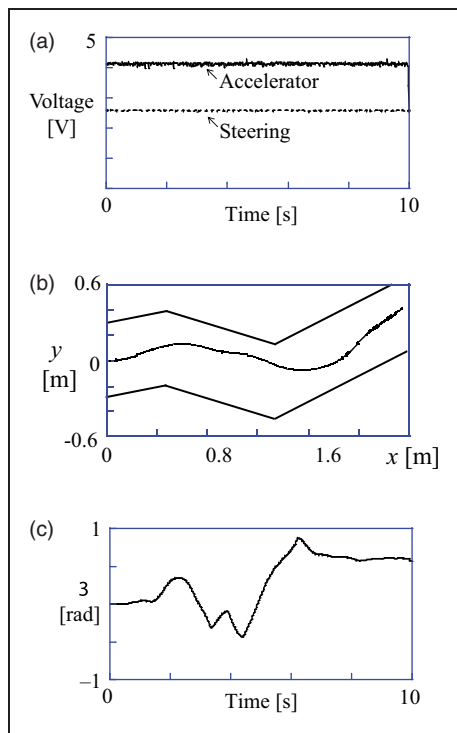 (a)
5
Voltage
[V]
Accelerator
Steering
0
10
Time [s]
(b)
0.6
y
[m]
0
-0.6
0
0.8
1.6
x [m]
(c)
1
3
[rad]
–1
0
10
Time [s]